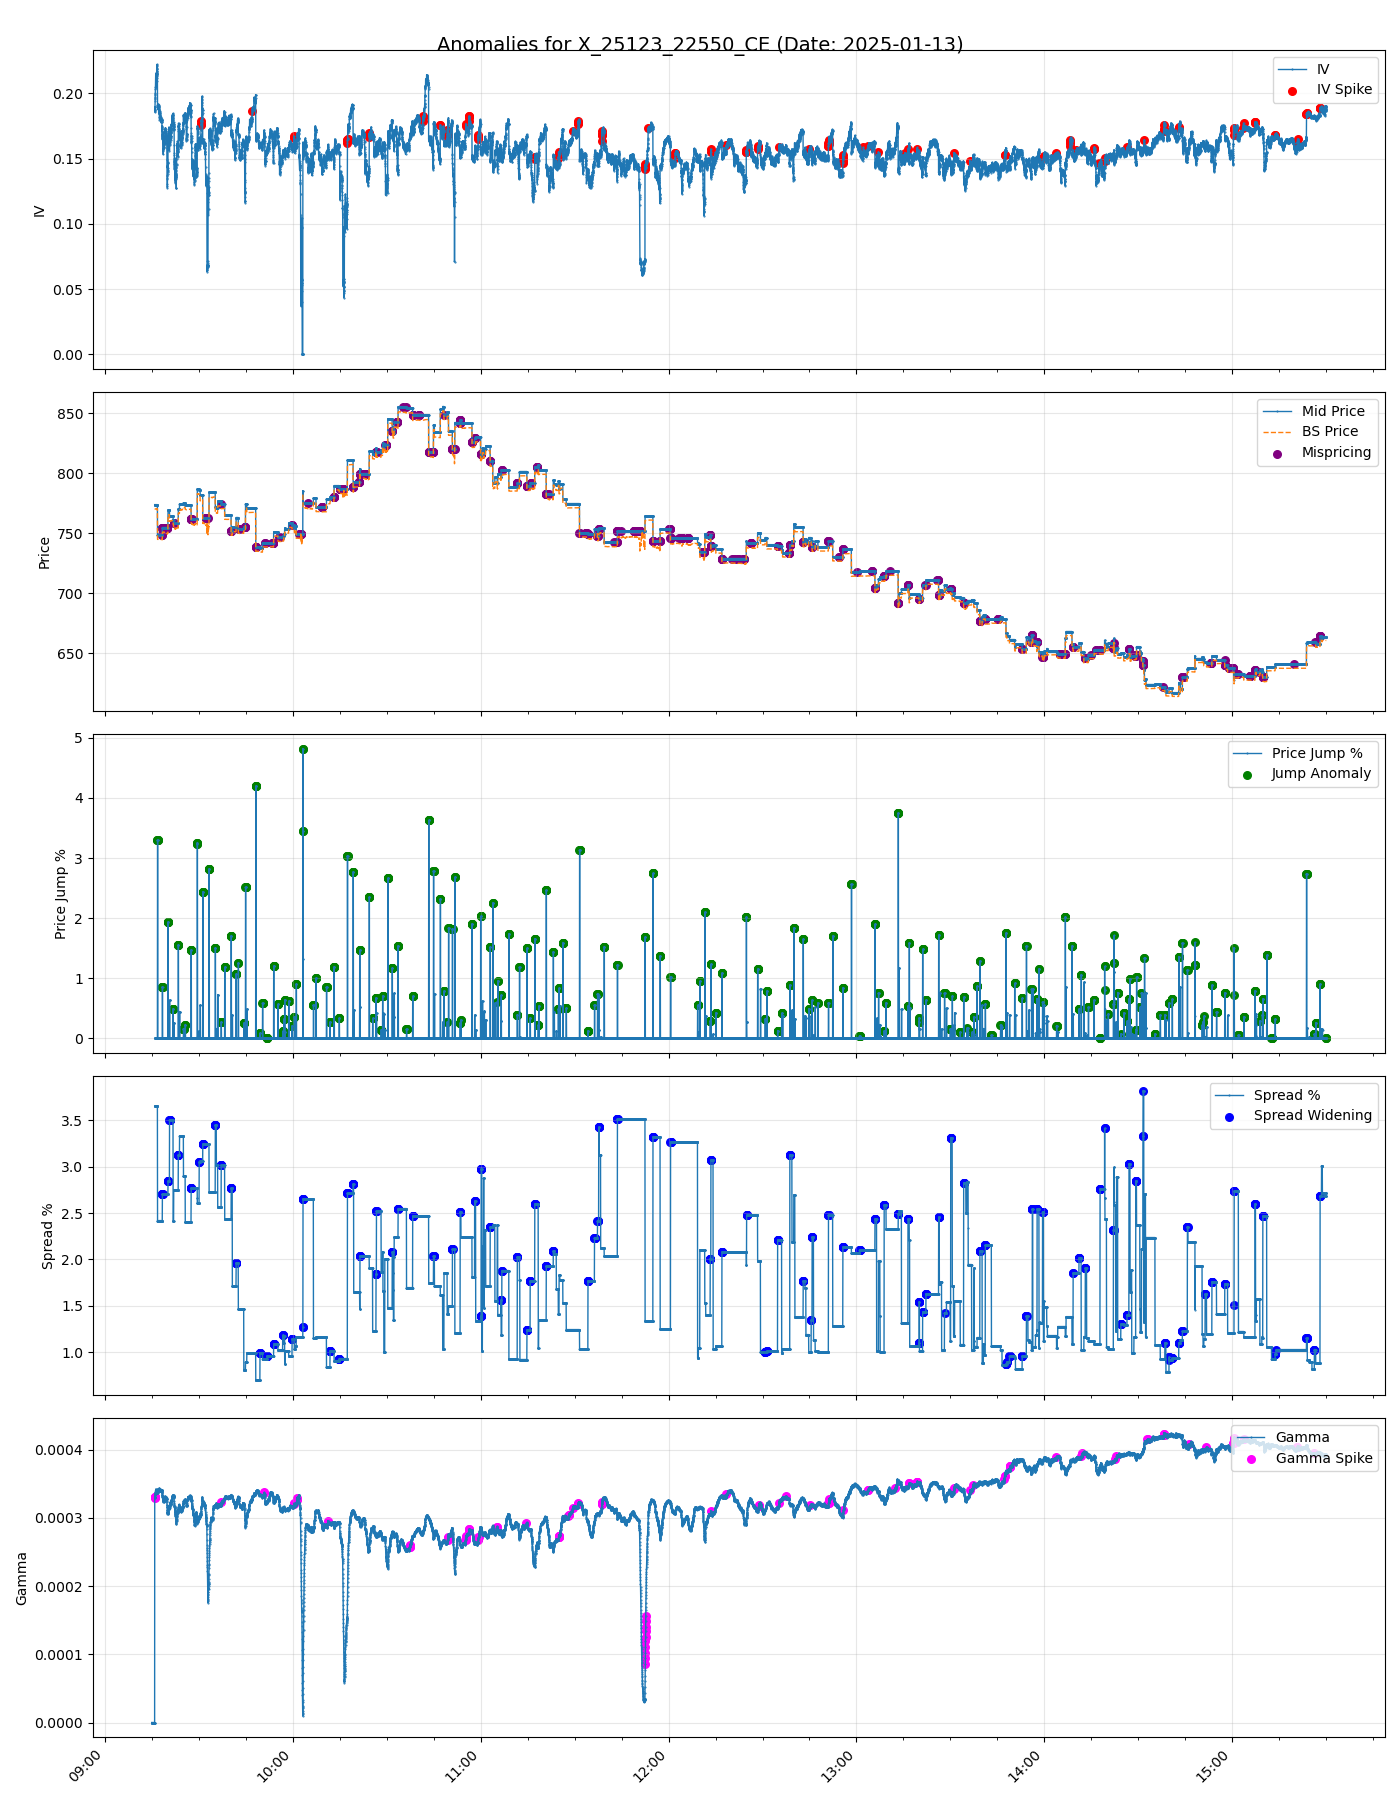 Anomalies for X_25123_22550_CE (Date: 2025-01-13)
IV
IV Spike
0.20
0.15
0.10
0.05
0.00
IV
Mid Price
BS Price
Mispricing
850
800
750
700
650
Price
Price Jump %
Jump Anomaly
5
4
3
2
1
0
Price Jump %
Spread %
Spread Widening
3.5
3.0
2.5
2.0
1.5
1.0
Spread %
Gamma
Gamma Spike
0.0004
0.0003
0.0002
0.0001
0.0000
Gamma
09:00
10:00
11:00
12:00
13:00
14:00
15:00